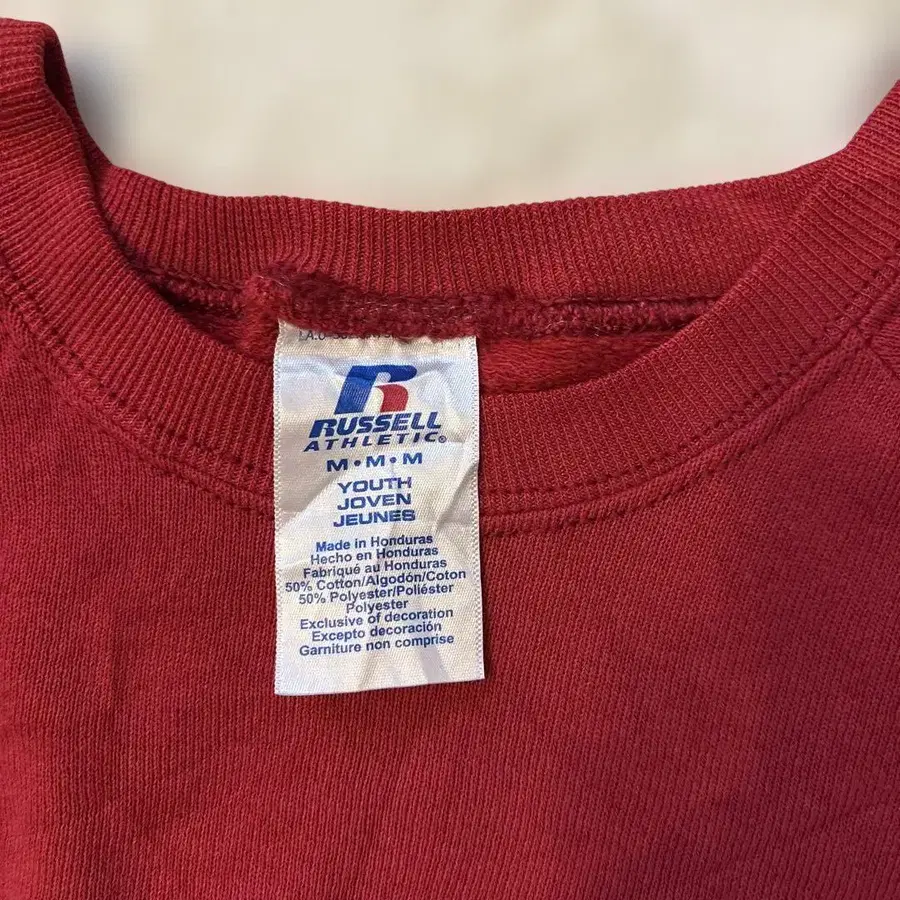 RUSSELL
ATHLETIC®
M•M•M
YOUTH
JOVEN
JEUNES
Made in Honduras
Hecho en Honduras
Fabriqué au Honduras
50% Cotton/Algodón/Coton
50% Polyester/Poliéster
Polyester
Exclusive of decoration
Excepto decoración
Garniture non comprise